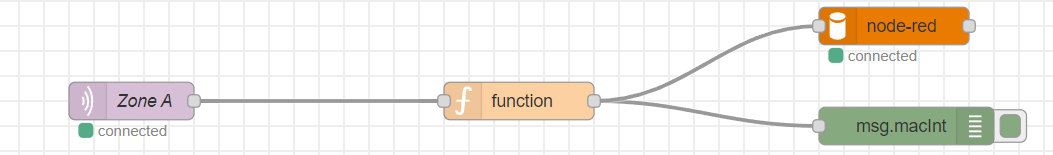 node-red
connected
Zone A
function
connected
msg.macInt